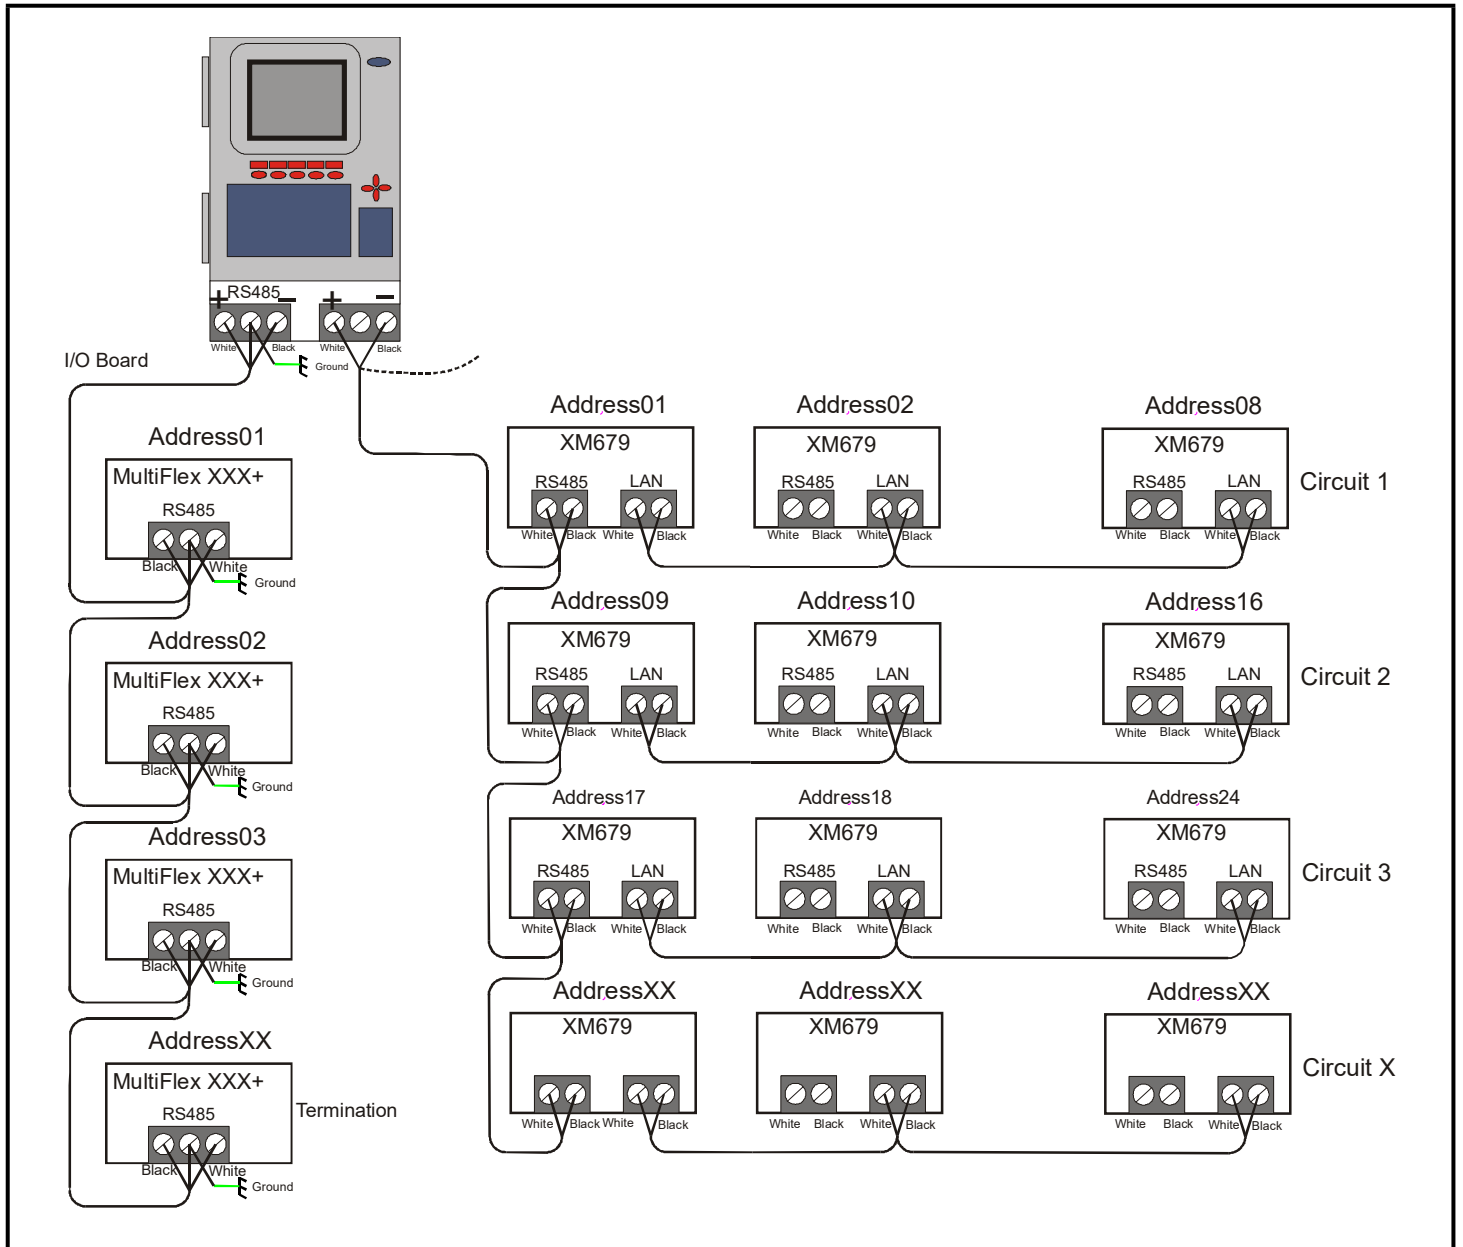 + RS485 −
+ −
White Black White Black
I/O Board
Ground
Address01
MultiFlex XXX+
RS485
Black White
Ground
Address02
MultiFlex XXX+
RS485
Black White
Ground
Address03
MultiFlex XXX+
RS485
Black White
Ground
AddressXX
MultiFlex XXX+
RS485
Termination
Black White
Ground
Address01 Address02 Address08
XM679 XM679 XM679
RS485 LAN RS485 LAN RS485 LAN
Circuit 1
White Black White Black White Black White Black White Black White Black
Address09 Address10 Address16
XM679 XM679 XM679
RS485 LAN RS485 LAN RS485 LAN
Circuit 2
White Black White Black White Black White Black White Black White Black
Address17 Address18 Address24
XM679 XM679 XM679
RS485 LAN RS485 LAN RS485 LAN
Circuit 3
White Black White Black White Black White Black White Black White Black
AddressXX AddressXX AddressXX
XM679 XM679 XM679
Circuit X
White Black White Black White Black White Black White Black White Black